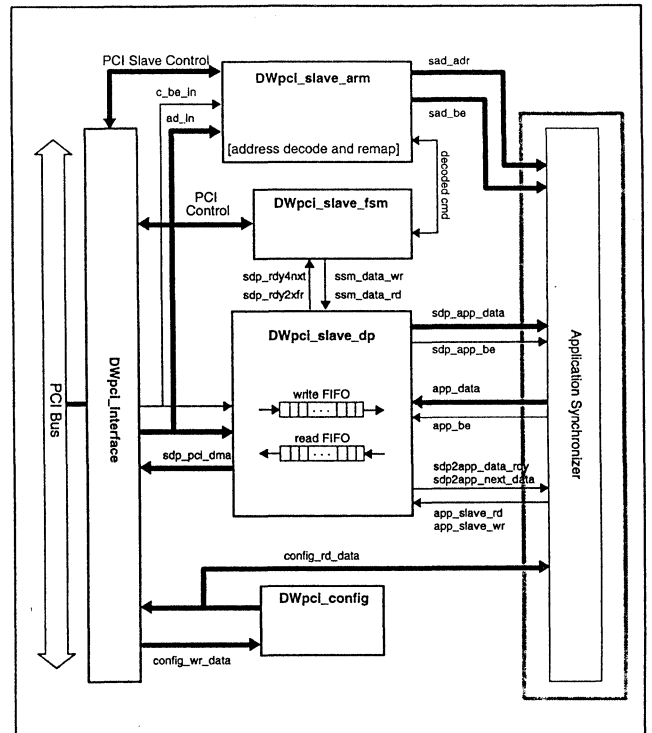 PCI Slave Control
DWpci_slave_arm
sad_adr
c_be_in
ad_in
sad_be
[address decode and remap]
decoded cmd
PCI
Control
DWpci_slave_fsm
sdp_rdy4nxt
ssm_data_wr
sdp_rdy2xfr
ssm_data_rd
DWpci_slave_dp
sdp_app_data
sdp_app_be
PCI Bus
DWpci_interface
Application Synchronizer
write FIFO
app_data
app_be
read FIFO
sdp_pci_dma
sdp2app_data_rdy
sdp2app_next_data
app_slave_rd
app_slave_wr
config_rd_data
DWpci_config
config_wr_data